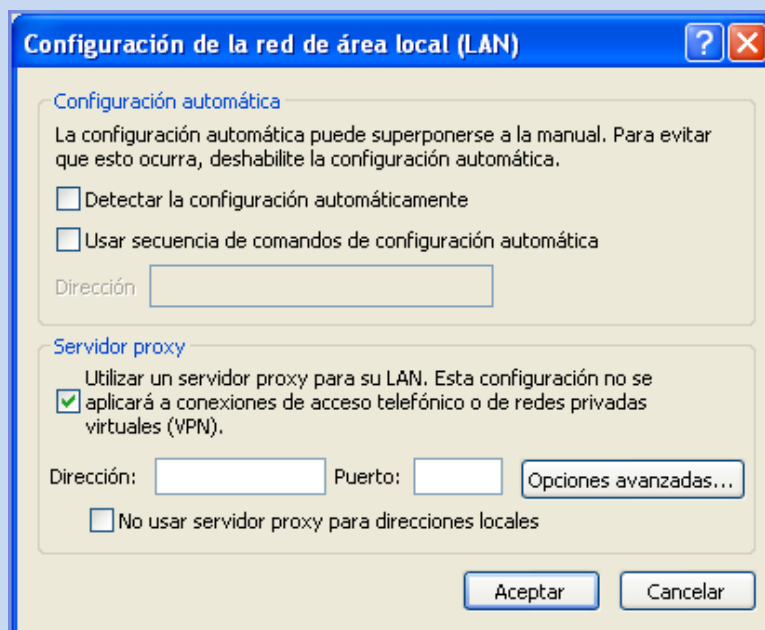 Configuración de la red de área local (LAN)
Configuración automática
La configuración automática puede superponerse a la manual. Para evitar
que esto ocurra, deshabilite la configuración automática.
Detectar la configuración automáticamente
Usar secuencia de comandos de configuración automática
Dirección
Servidor proxy
Utilizar un servidor proxy para su LAN. Esta configuración no se
aplicará a conexiones de acceso telefónico o de redes privadas
virtuales (VPN).
Dirección: Puerto: Opciones avanzadas...
No usar servidor proxy para direcciones locales
Aceptar Cancelar